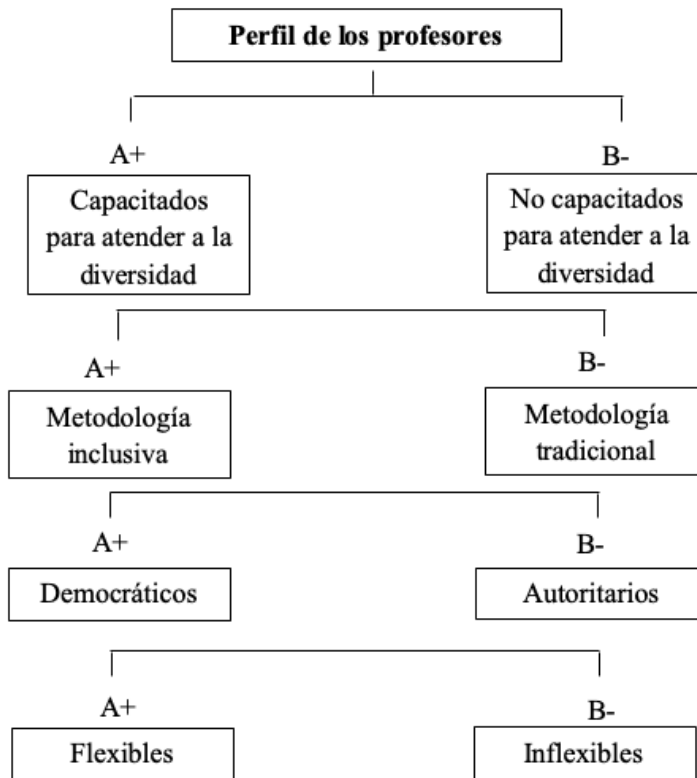 Perfil de los profesores
A+
B-
Capacitados
para atender a la
diversidad
No capacitados
para atender a la
diversidad
A+
B-
Metodología
inclusiva
Metodología
tradicional
A+
B-
Democráticos
Autoritarios
A+
B-
Flexibles
Inflexibles